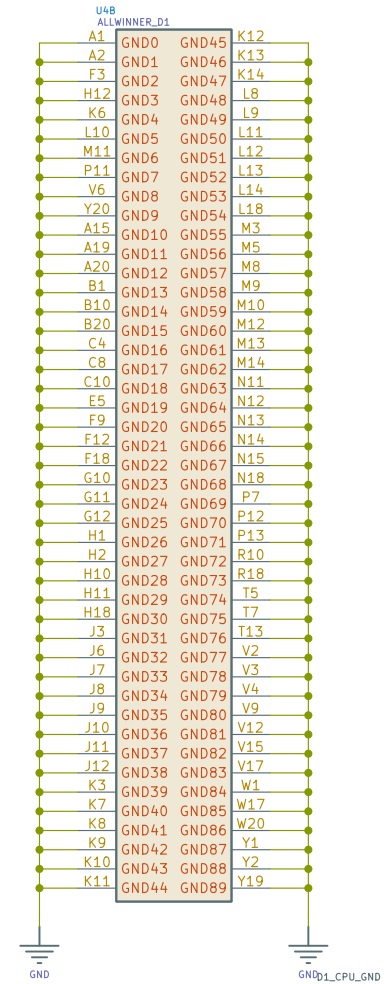 U4B
ALLWINNER_D1
A1 GND0 GND45 K12
A2 GND1 GND46 K13
F3 GND2 GND47 K14
H12 GND3 GND48 L8
K6 GND4 GND49 L9
L10 GND5 GND50 L11
M11 GND6 GND51 L12
P11 GND7 GND52 L13
V6 GND8 GND53 L14
Y20 GND9 GND54 L18
A15 GND10 GND55 M3
A19 GND11 GND56 M5
A20 GND12 GND57 M8
B1 GND13 GND58 M9
B10 GND14 GND59 M10
B20 GND15 GND60 M12
C4 GND16 GND61 M13
C8 GND17 GND62 M14
C10 GND18 GND63 N11
E5 GND19 GND64 N12
F9 GND20 GND65 N13
F12 GND21 GND66 N14
F18 GND22 GND67 N15
G10 GND23 GND68 N18
G11 GND24 GND69 P7
G12 GND25 GND70 P12
H1 GND26 GND71 P13
H2 GND27 GND72 R10
H10 GND28 GND73 R18
H11 GND29 GND74 T5
H18 GND30 GND75 T7
J3 GND31 GND76 T13
J6 GND32 GND77 V2
J7 GND33 GND78 V3
J8 GND34 GND79 V4
J9 GND35 GND80 V9
J10 GND36 GND81 V12
J11 GND37 GND82 V15
J12 GND38 GND83 V17
K3 GND39 GND84 W1
K7 GND40 GND85 W17
K8 GND41 GND86 W20
K9 GND42 GND87 Y1
K10 GND43 GND88 Y2
K11 GND44 GND89 Y19
GND GND D1_CPU_GND